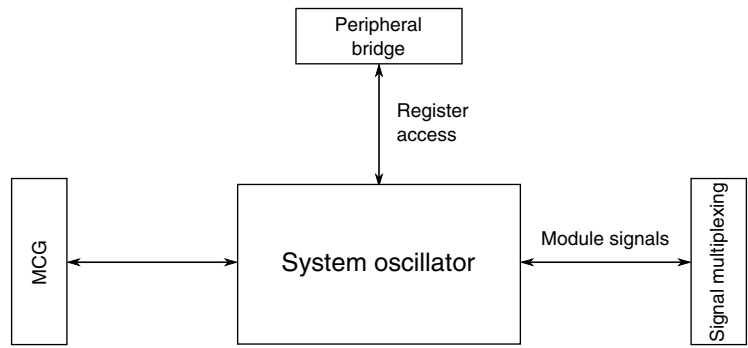 Peripheral
bridge
Register
access
MCG
System oscillator
Module signals
Signal multiplexing